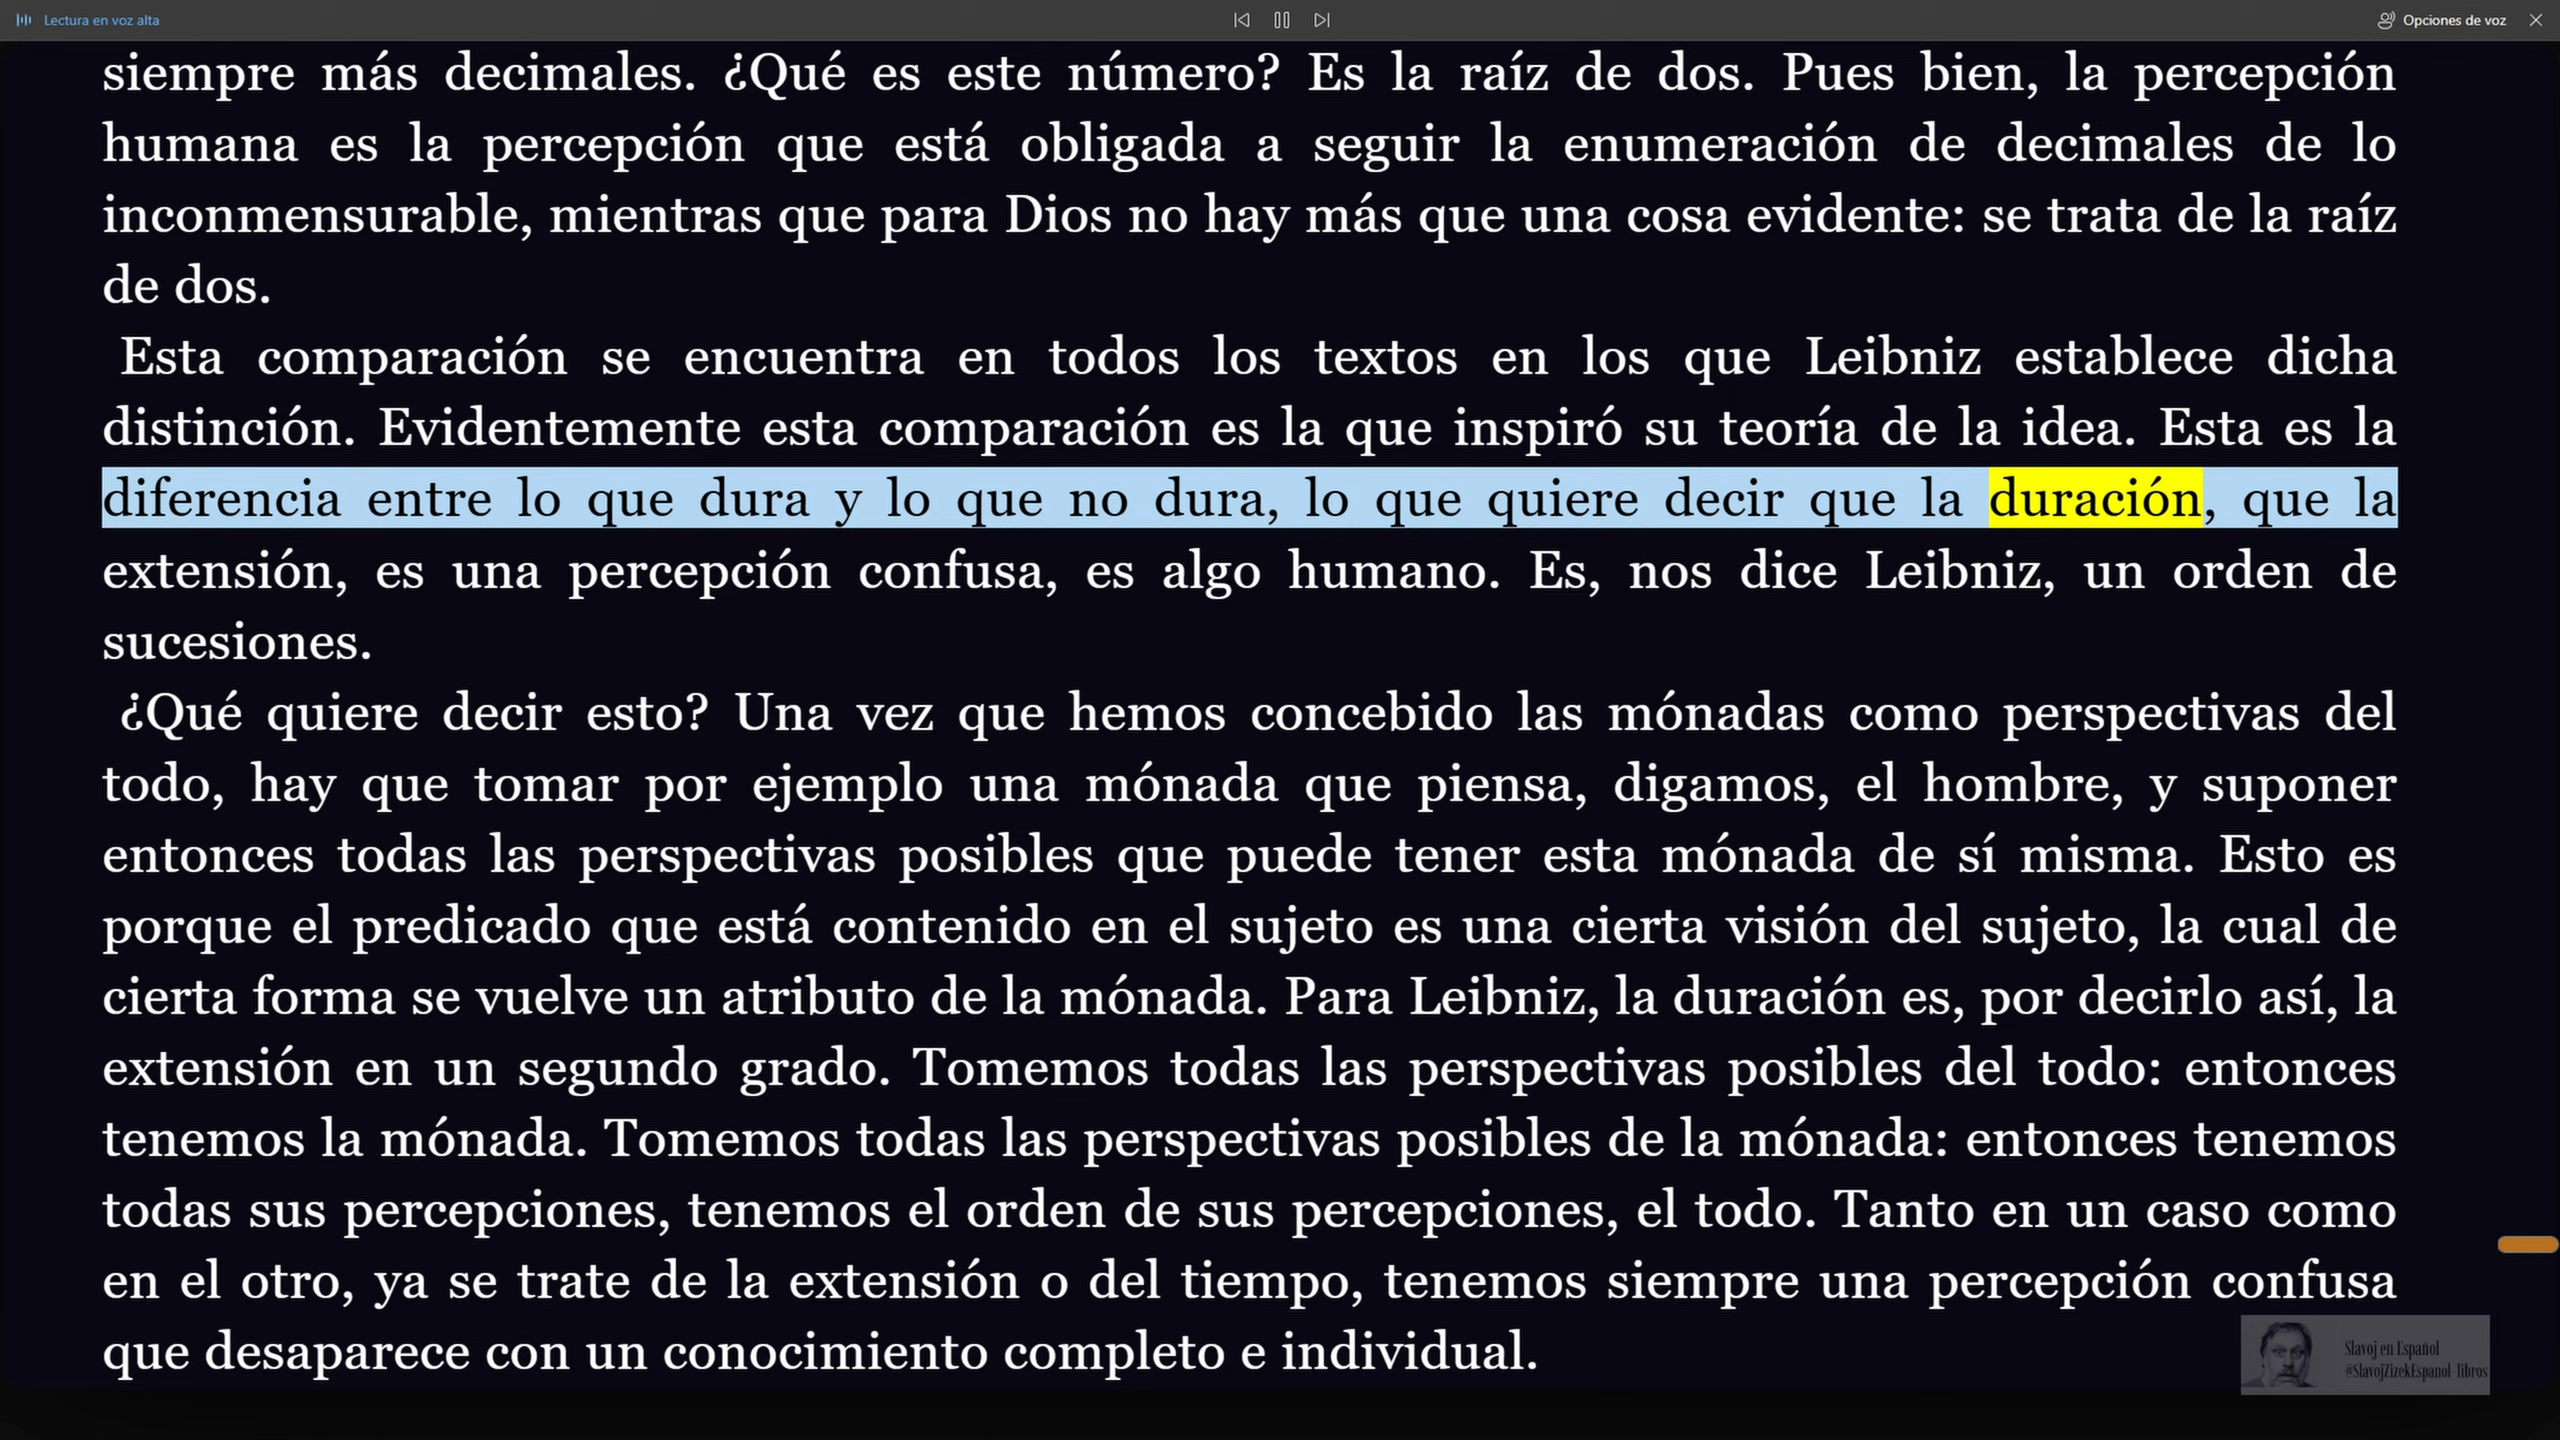 Lectura en voz alta
Opciones de voz
siempre más decimales. ¿Qué es este número? Es la raíz de dos. Pues bien, la percepción
humana es la percepción que está obligada a seguir la enumeración de decimales de lo
inconmensurable, mientras que para Dios no hay más que una cosa evidente: se trata de la raíz
de dos.
Esta comparación se encuentra en todos los textos en los que Leibniz establece dicha
distinción. Evidentemente esta comparación es la que inspiró su teoría de la idea. Esta es la
diferencia entre lo que dura y lo que no dura, lo que quiere decir que la duración, que la
extensión, es una percepción confusa, es algo humano. Es, nos dice Leibniz, un orden de
sucesiones.
¿Qué quiere decir esto? Una vez que hemos concebido las mónadas como perspectivas del
todo, hay que tomar por ejemplo una mónada que piensa, digamos, el hombre, y suponer
entonces todas las perspectivas posibles que puede tener esta mónada de sí misma. Esto es
porque el predicado que está contenido en el sujeto es una cierta visión del sujeto, la cual de
cierta forma se vuelve un atributo de la mónada. Para Leibniz, la duración es, por decirlo así, la
extensión en un segundo grado. Tomemos todas las perspectivas posibles del todo: entonces
tenemos la mónada. Tomemos todas las perspectivas posibles de la mónada: entonces tenemos
todas sus percepciones, tenemos el orden de sus percepciones, el todo. Tanto en un caso como
en el otro, ya se trate de la extensión o del tiempo, tenemos siempre una percepción confusa
que desaparece con un conocimiento completo e individual.
Slavoj en Español
@SlavojZizekEspanol-libros